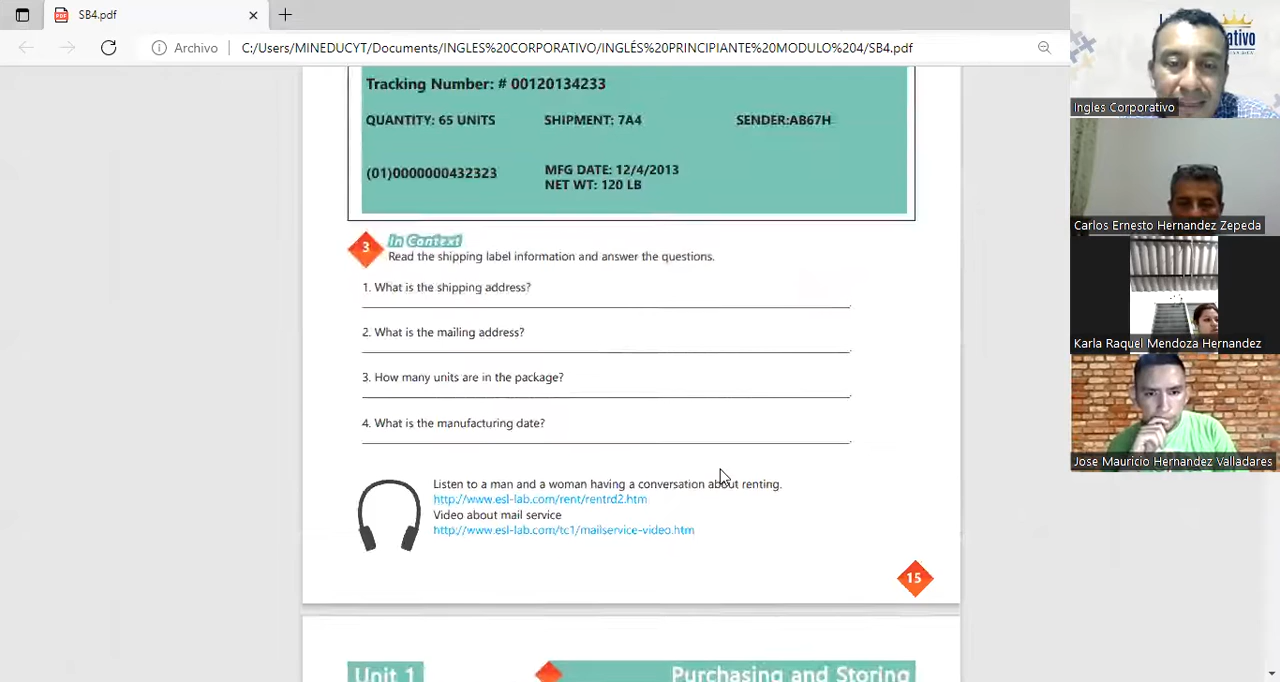 SB4.pdf
Archivo
C:/Users/MINEDUCYT/Documents/INGLES%20CORPORATIVO/INGLÉS%20PRINCIPIANTE%20MODULO%204/SB4.pdf
Tracking Number: # 00120134233
QUANTITY: 65 UNITS SHIPMENT: 7A4 SENDER:AB67H
(01)0000000432323
MFG DATE: 12/4/2013
NET WT: 120 LB
3 In Context
Read the shipping label information and answer the questions.
1. What is the shipping address?
2. What is the mailing address?
3. How many units are in the package?
4. What is the manufacturing date?
Listen to a man and a woman having a conversation about renting.
http://www.esl-lab.com/rent/rentrd2.htm
Video about mail service
http://www.esl-lab.com/tc1/mailservice-video.htm
15
Unit 1 Purchasing and Storing
Ingles Corporativo
Carlos Ernesto Hernandez Zepeda
Karla Raquel Mendoza Hernandez
Jose Mauricio Hernandez Valladares